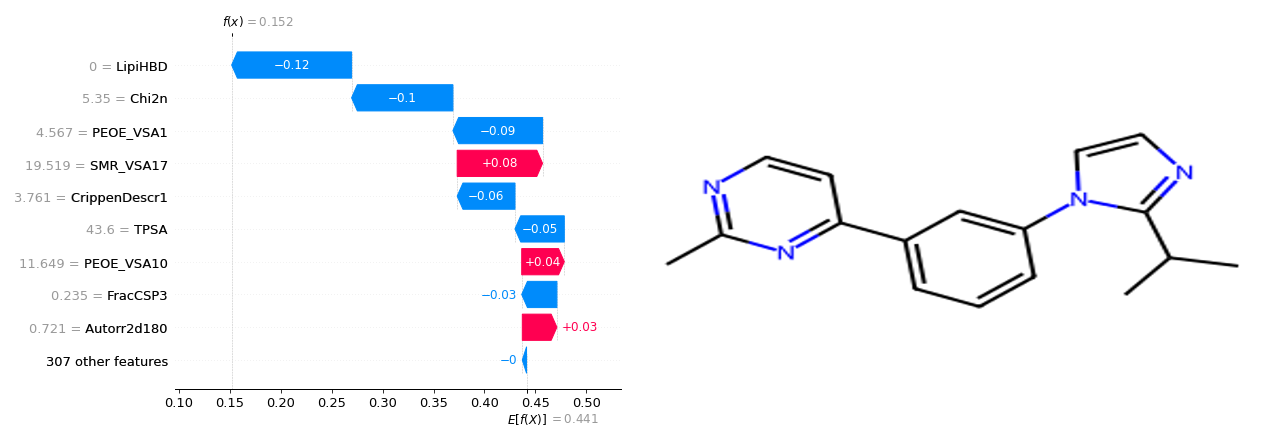 f(x) = 0.152
0 = LipiHBD
−0.12
5.35 = Chi2n
−0.1
4.567 = PEOE_VSA1
−0.09
19.519 = SMR_VSA17
+0.08
3.761 = CrippenDescr1
−0.06
43.6 = TPSA
−0.05
11.649 = PEOE_VSA10
+0.04
0.235 = FracCSP3
−0.03
0.721 = Autorr2d180
+0.03
307 other features
−0
0.10 0.15 0.20 0.25 0.30 0.35 0.40 0.45 0.50
E[f(X)] = 0.441
N
N
N
N